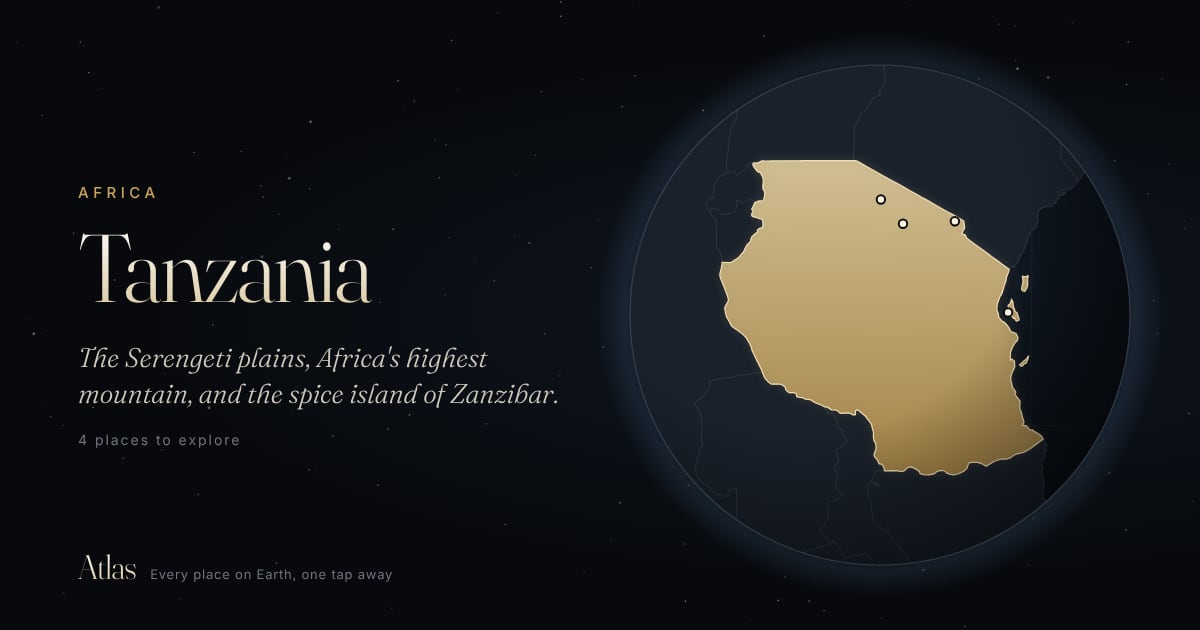 AFRICA
Tanzania
The Serengeti plains, Africa's highest
mountain, and the spice island of Zanzibar.
4 places to explore
Atlas Every place on Earth, one tap away